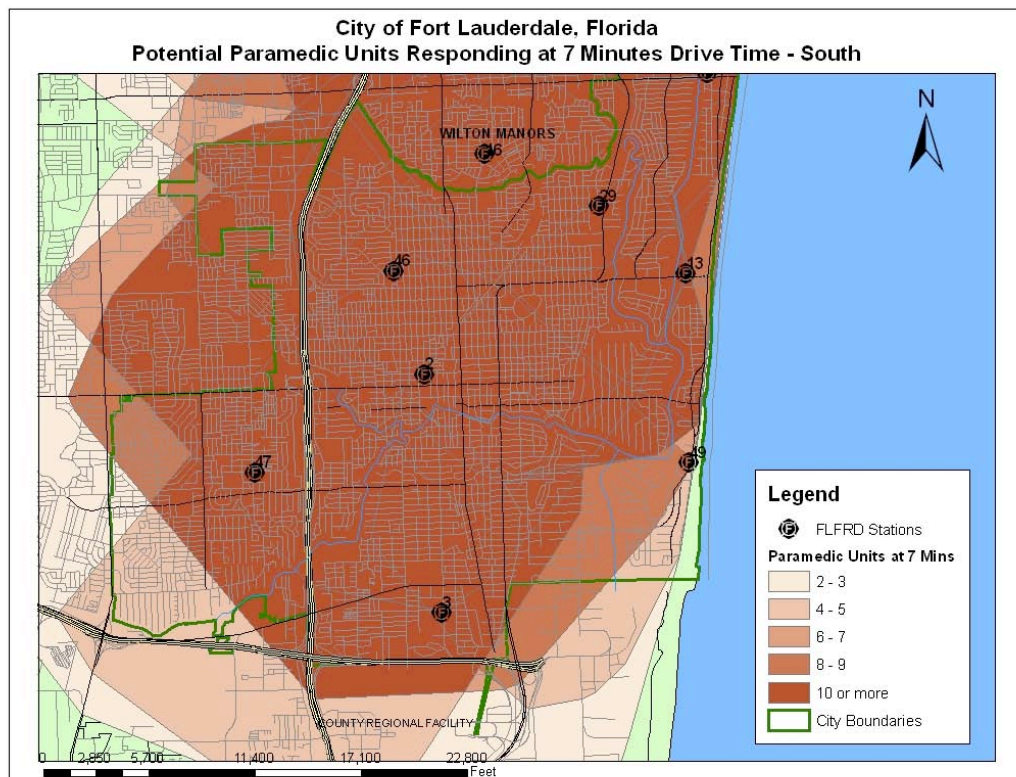 City of Fort Lauderdale, Florida
Potential Paramedic Units Responding at 7 Minutes Drive Time - South
N
WILTON MANORS
16
29
46
13
2
49
47
3
COUNTY REGIONAL FACILITY
0 2,850 5,700 11,400 17,100 22,800
Feet
Legend
F FLFRD Stations
Paramedic Units at 7 Mins
2 - 3
4 - 5
6 - 7
8 - 9
10 or more
City Boundaries